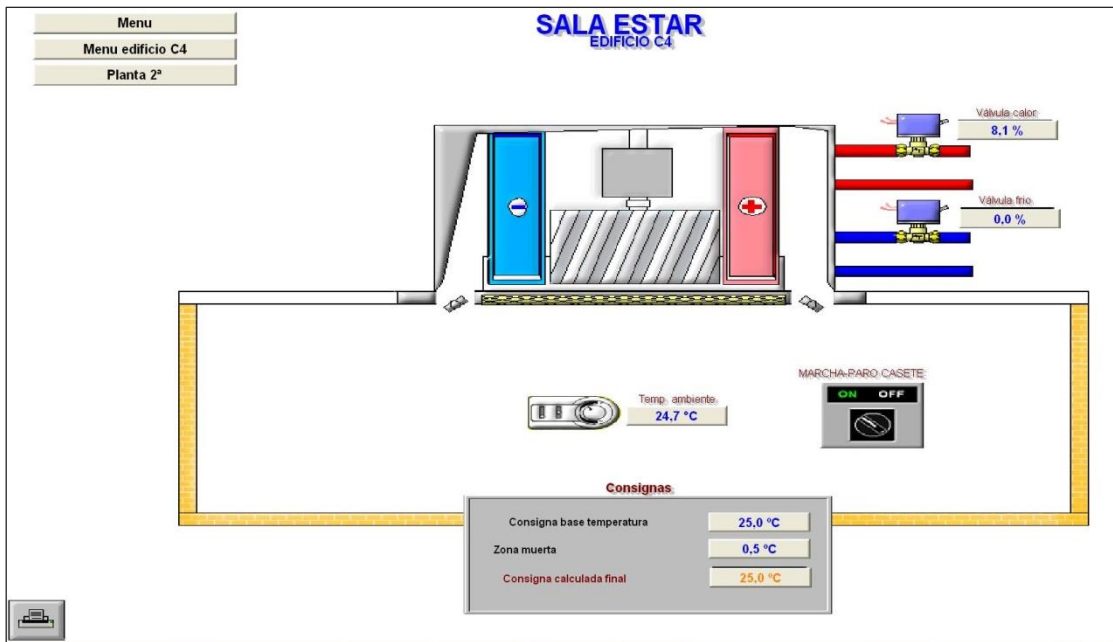 Menu
Menu edificio C4
Planta 2ª
SALA ESTAR
EDIFICIO C4
Válvula calor
8,1 %
Válvula frio
0,0 %
MARCHA-PARO CASETE
ON OFF
Temp. ambiente
24,7 °C
Consignas
Consigna base temperatura
25,0 °C
Zona muerta
0,5 °C
Consigna calculada final
25,0 °C